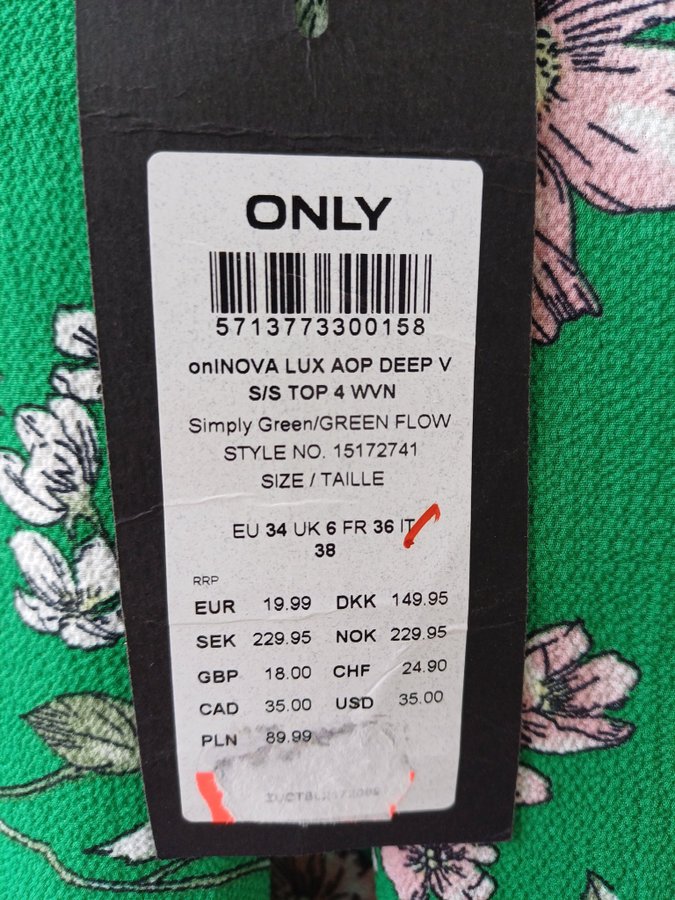 ONLY
5713773300158
onlNOVA LUX AOP DEEP V
S/S TOP 4 WVN
Simply Green/GREEN FLOW
STYLE NO. 15172741
SIZE / TAILLE
EU 34 UK 6 FR 36 IT
38
RRP
EUR 19.99 DKK 149.95
SEK 229.95 NOK 229.95
GBP 18.00 CHF 24.90
CAD 35.00 USD 35.00
PLN 89.99